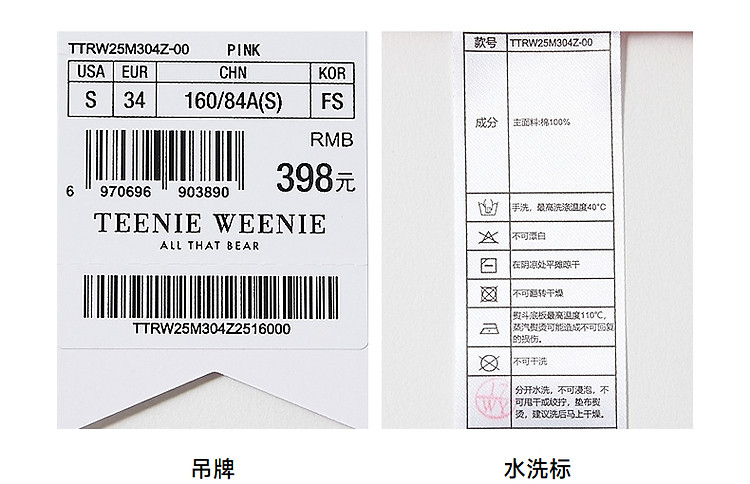 TTRW25M304Z-00 PINK
USA EUR CHN KOR
S 34 160/84A(S) FS
RMB
398元
6 970696 903890
TEENIE WEENIE
ALL THAT BEAR
TTRW25M304Z2516000
吊牌
款号 TTRW25M304Z-00
成分 主面料:棉100%
手洗，最高洗涤温度40°C
不可漂白
在阴凉处平摊晾干
不可翻转干燥
熨斗底板最高温度110℃，
蒸汽熨烫可能造成不可回复
的损伤。
不可干洗
分开水洗，不可浸泡，不
可甩干或绞拧，垫布熨
烫，建议洗后马上干燥。
WY
水洗标